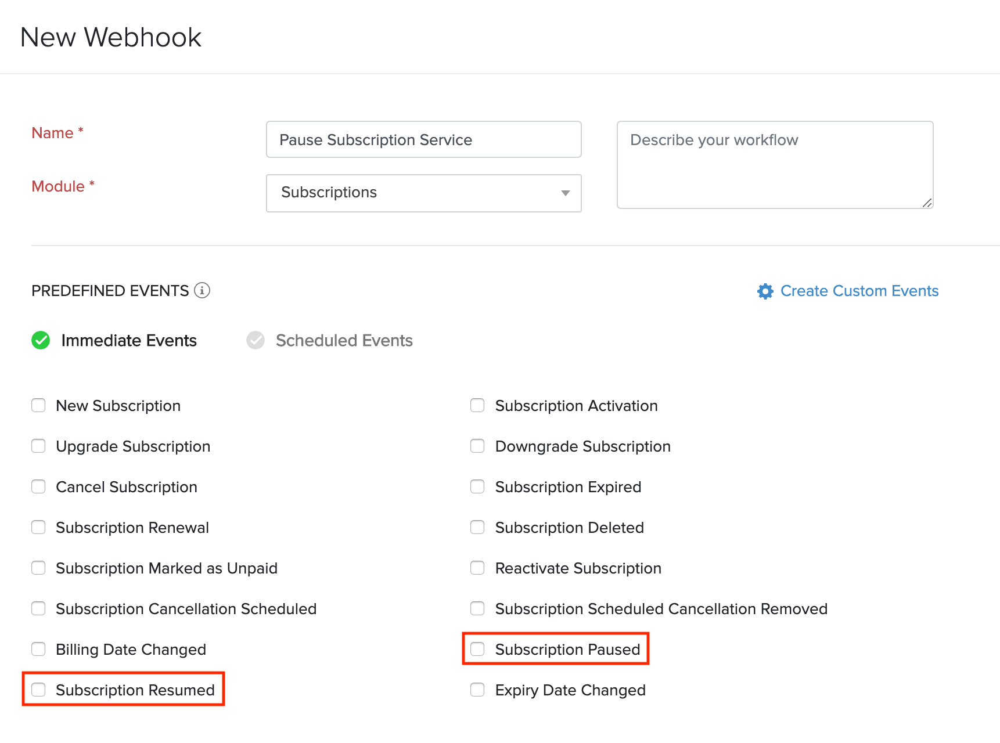 New Webhook
Name *
Pause Subscription Service
Describe your workflow
Module *
Subscriptions
PREDEFINED EVENTS
Create Custom Events
Immediate Events
Scheduled Events
New Subscription
Subscription Activation
Upgrade Subscription
Downgrade Subscription
Cancel Subscription
Subscription Expired
Subscription Renewal
Subscription Deleted
Subscription Marked as Unpaid
Reactivate Subscription
Subscription Cancellation Scheduled
Subscription Scheduled Cancellation Removed
Billing Date Changed
Subscription Paused
Subscription Resumed
Expiry Date Changed